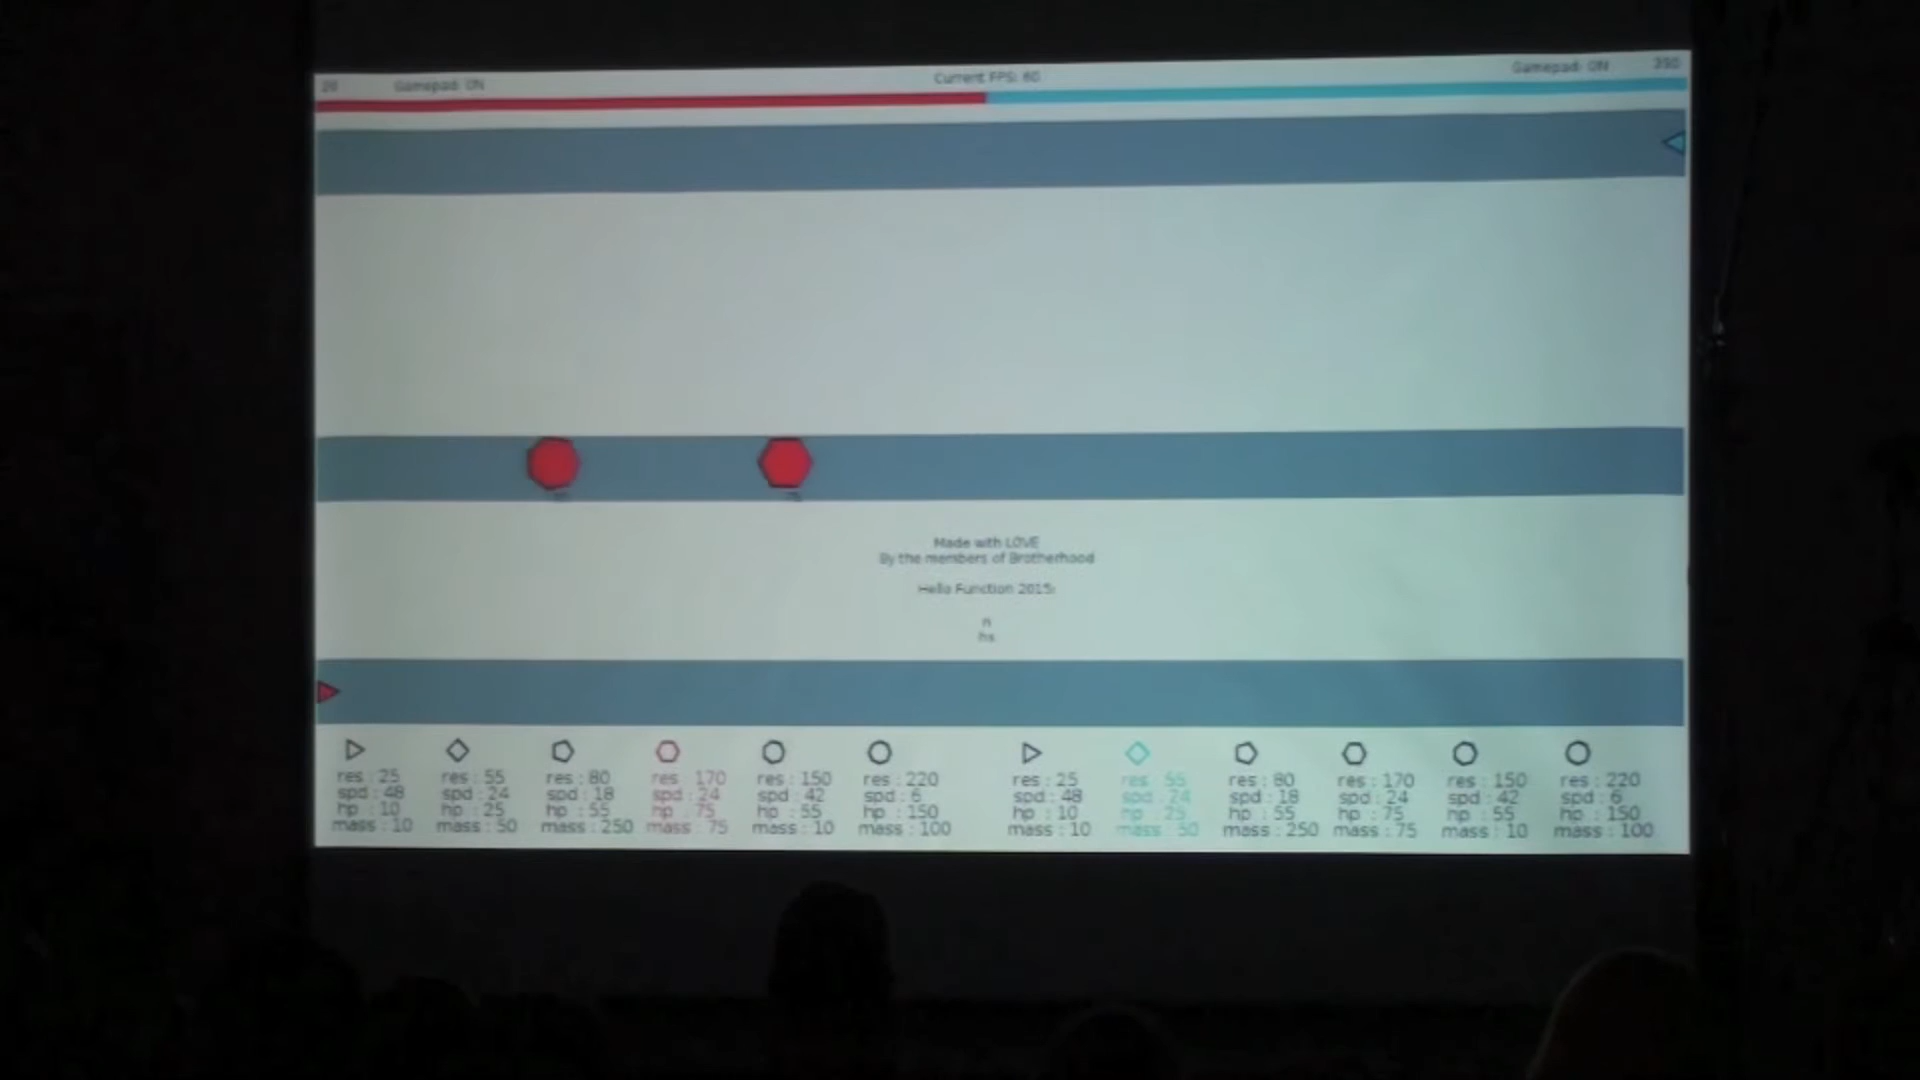 20 Gamepad: ON Current FPS: 60 Gamepad: ON 350
Made with LOVE
By the members of Brotherhood
Hello Function 2015!
n
hs
res : 25 res : 55 res : 80 res : 170 res : 150 res : 220 res : 25 res : 55 res : 80 res : 170 res : 150 res : 220
spd : 48 spd : 24 spd : 18 spd : 24 spd : 42 spd : 6 spd : 48 spd : 24 spd : 18 spd : 24 spd : 42 spd : 6
hp : 10 hp : 25 hp : 55 hp : 75 hp : 55 hp : 150 hp : 10 hp : 25 hp : 55 hp : 75 hp : 55 hp : 150
mass : 10 mass : 50 mass : 250 mass : 75 mass : 10 mass : 100 mass : 10 mass : 50 mass : 250 mass : 75 mass : 10 mass : 100